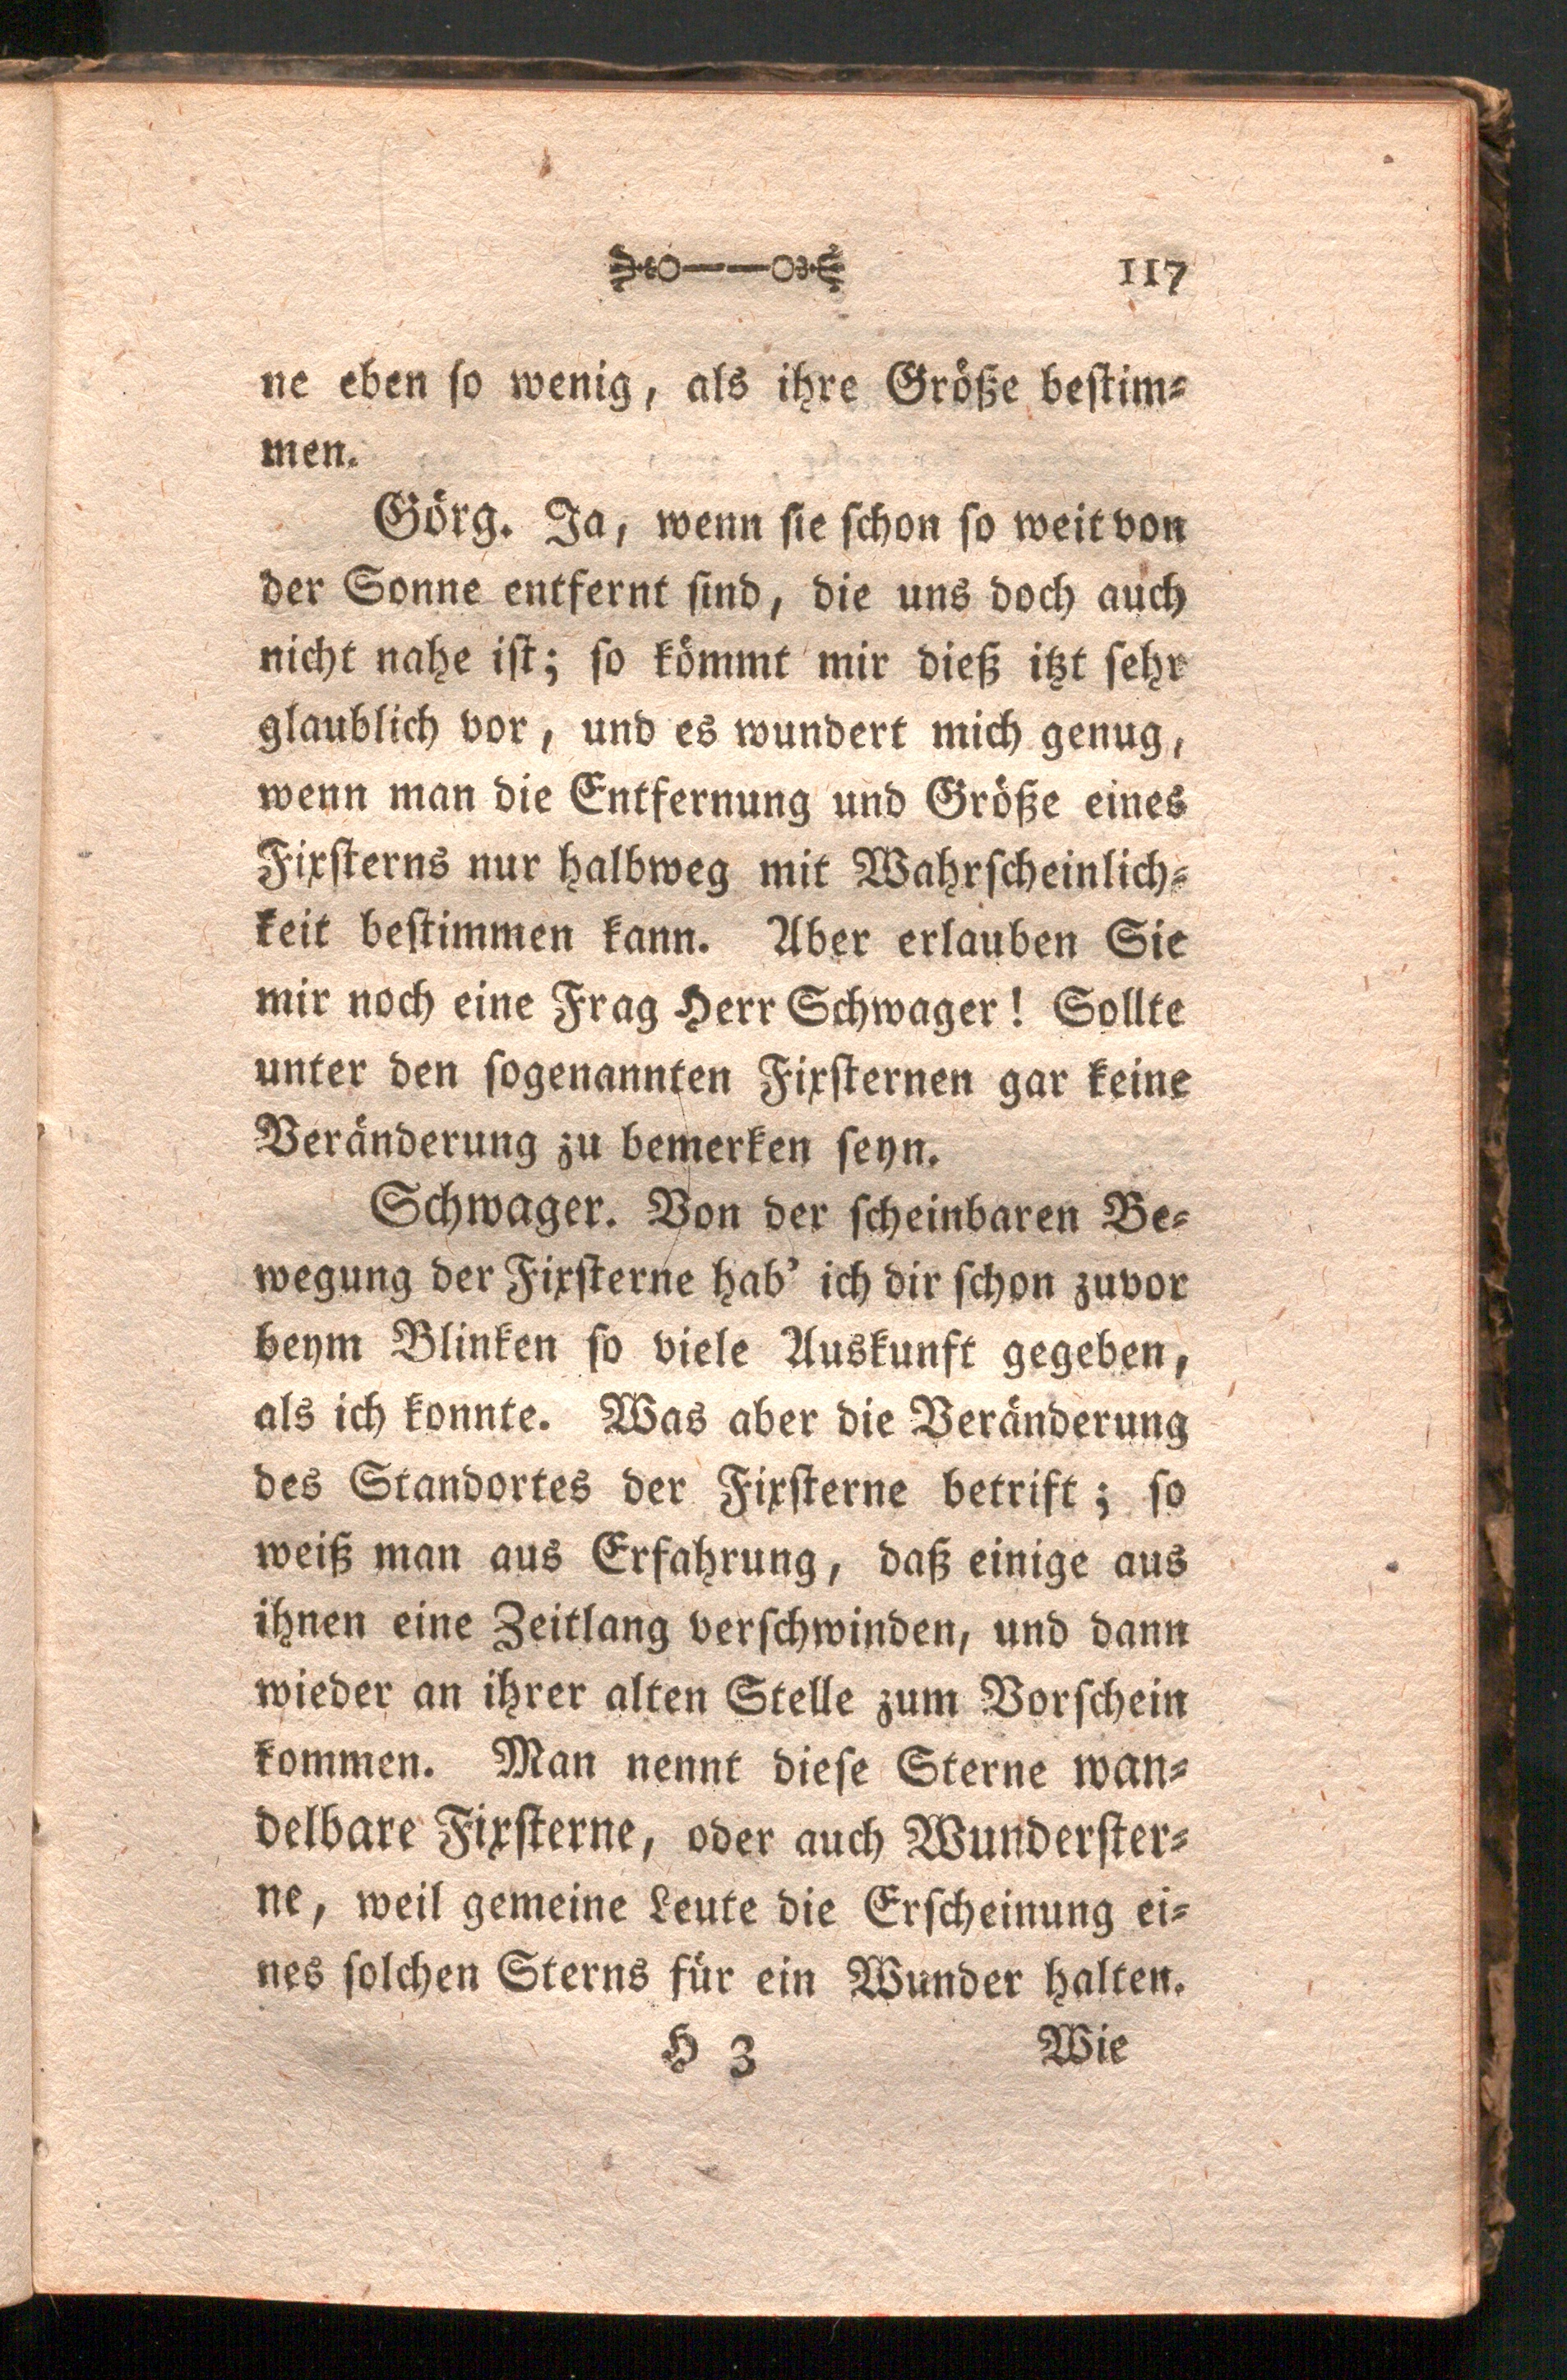 117
ne eben ſo wenig, als ihre Größe beſtim⸗
men.
Görg. Ja, wenn ſie ſchon ſo weit von
der Sonne entfernt ſind, die uns doch auch
nicht nahe iſt; ſo kömmt mir dieß itzt ſehr
glaublich vor, und es wundert mich genug,
wenn man die Entfernung und Größe eines
Fixſterns nur halbweg mit Wahrſcheinlich⸗
keit beſtimmen kann. Aber erlauben Sie
mir noch eine Frag Herr Schwager! Sollte
unter den ſogenannten Fixſternen gar keine
Veränderung zu bemerken ſeyn.
Schwager. Von der ſcheinbaren Be⸗
wegung der Fixſterne hab' ich dir ſchon zuvor
beym Blinken ſo viele Auskunft gegeben,
als ich konnte. Was aber die Veränderung
des Standortes der Fixſterne betrift; ſo
weiß man aus Erfahrung, daß einige aus
ihnen eine Zeitlang verſchwinden, und dann
wieder an ihrer alten Stelle zum Vorſchein
kommen. Man nennt dieſe Sterne wan⸗
delbare Fixſterne, oder auch Wunderſter⸗
ne, weil gemeine Leute die Erſcheinung ei⸗
nes ſolchen Sterns für ein Wunder halten.
H 3 Wie